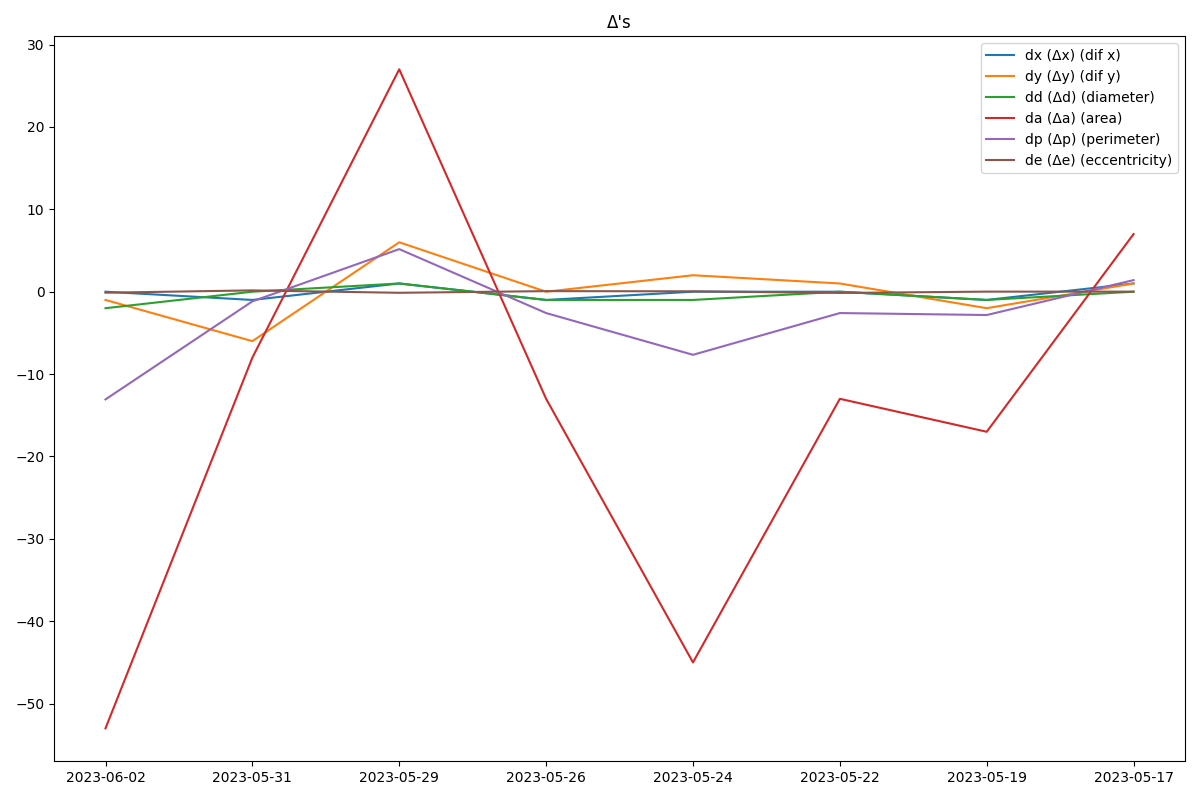 Δ's
30
20
10
0
−10
−20
−30
−40
−50
dx (Δx) (dif x)
dy (Δy) (dif y)
dd (Δd) (diameter)
da (Δa) (area)
dp (Δp) (perimeter)
de (Δe) (eccentricity)
2023-06-02 2023-05-31 2023-05-29 2023-05-26 2023-05-24 2023-05-22 2023-05-19 2023-05-17